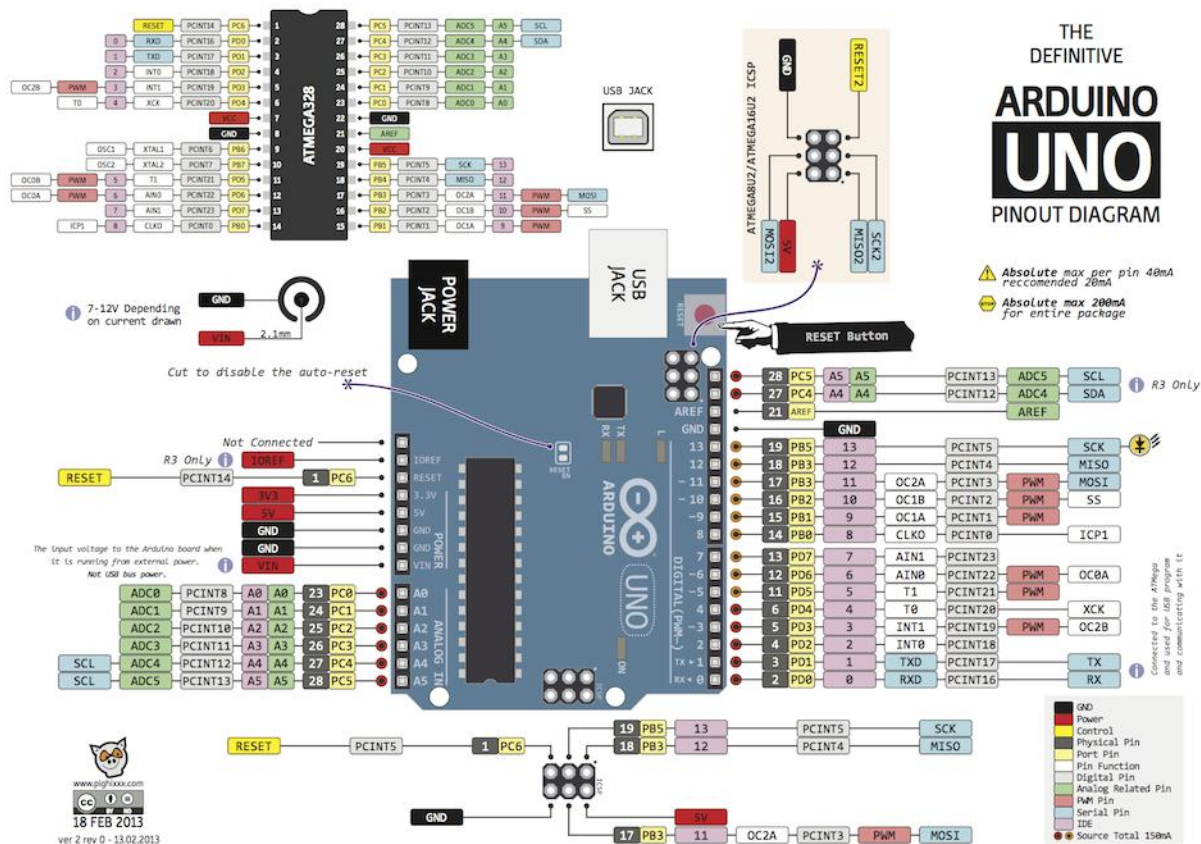 THE
DEFINITIVE
ARDUINO
UNO
PINOUT DIAGRAM
Absolute max per pin 40mA
reccomended 20mA
STOP Absolute max 200mA
for entire package
ATMEGA328
RESET PCINT14 PC6 1
0 RXD PCINT16 PD0 2
1 TXD PCINT17 PD1 3
2 INT0 PCINT18 PD2 4
OC2B PWM 3 INT1 PCINT19 PD3 5
T0 4 XCK PCINT20 PD4 6
VCC 7
GND 8
OSC1 XTAL1 PCINT6 PB6 9
OSC2 XTAL2 PCINT7 PB7 10
OC0B PWM 5 T1 PCINT21 PD5 11
OC0A PWM 6 AIN0 PCINT22 PD6 12
7 AIN1 PCINT23 PD7 13
ICP1 8 CLK0 PCINT0 PB0 14
28 PC5 PCINT13 ADC5 A5 SCL
27 PC4 PCINT12 ADC4 A4 SDA
26 PC3 PCINT11 ADC3 A3
25 PC2 PCINT10 ADC2 A2
24 PC1 PCINT9 ADC1 A1
23 PC0 PCINT8 ADC0 A0
22 GND
21 AREF
20 VCC
19 PB5 PCINT5 SCK 13
18 PB4 PCINT4 MISO 12
17 PB3 PCINT3 OC2A 11 PWM MOSI
16 PB2 PCINT2 OC1B 10 PWM SS
15 PB1 PCINT1 OC1A 9 PWM
USB JACK
ATMEGA8U2/ATMEGA16U2 ICSP
GND
RESET2
MOSI2
5V
MISO2
SCK2
7-12V Depending
on current drawn
GND
VIN
2.1mm
Cut to disable the auto-reset
POWER
JACK
USB
JACK
RESET
RESET Button
Not Connected
R3 Only IOREF
RESET PCINT14 1 PC6
3V3
5V
GND
GND
VIN
The input voltage to the Arduino board when
it is running from external power.
Not USB bus power.
ADC0 PCINT8 A0 A0 23 PC0
ADC1 PCINT9 A1 A1 24 PC1
ADC2 PCINT10 A2 A2 25 PC2
ADC3 PCINT11 A3 A3 26 PC3
SCL ADC4 PCINT12 A4 A4 27 PC4
SCL ADC5 PCINT13 A5 A5 28 PC5
IOREF
RESET
3.3V
5V
GND
GND
VIN
POWER
A0
A1
A2
A3
A4
A5
ANALOG IN
RESET
EN
RX
TX
L
ARDUINO
UNO
ON
ICSP
AREF
GND
13
12
~11
~10
~9
8
7
~6
~5
4
~3
2
TX ▸ 1
RX ◂ 0
DIGITAL(PWM~)
28 PC5 A5 A5 PCINT13 ADC5 SCL
27 PC4 A4 A4 PCINT12 ADC4 SDA
R3 Only
21 AREF AREF
GND
19 PB5 13 PCINT5 SCK
18 PB3 12 PCINT4 MISO
17 PB3 11 OC2A PCINT3 PWM MOSI
16 PB2 10 OC1B PCINT2 PWM SS
15 PB1 9 OC1A PCINT1 PWM
14 PB0 8 CLK0 PCINT0 ICP1
13 PD7 7 AIN1 PCINT23
12 PD6 6 AIN0 PCINT22 PWM OC0A
11 PD5 5 T1 PCINT21 PWM
6 PD4 4 T0 PCINT20 XCK
5 PD3 3 INT1 PCINT19 PWM OC2B
4 PD2 2 INT0 PCINT18
3 PD1 1 TXD PCINT17 TX
2 PD0 0 RXD PCINT16 RX
Connected to the ATMega
and used for USB program
and communicating with it
RESET PCINT5 1 PC6
19 PB5 13 PCINT5 SCK
18 PB3 12 PCINT4 MISO
ICSP
GND
5V
17 PB3 11 OC2A PCINT3 PWM MOSI
www.pighixxx.com
cc BY ND
18 FEB 2013
ver 2 rev 0 - 13.02.2013
GND
Power
Control
Physical Pin
Port Pin
Pin Function
Digital Pin
Analog Related Pin
PWM Pin
Serial Pin
IDE
Source Total 150mA